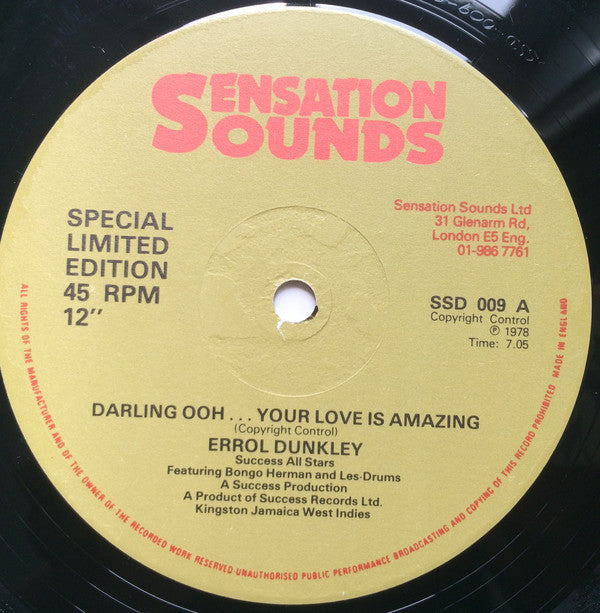 SENSATION
SOUNDS
Sensation Sounds Ltd
31 Glenarm Rd,
London E5 Eng.
01-986 7761
SPECIAL
LIMITED
EDITION
45 RPM
12''
SSD 009 A
Copyright Control
℗ 1978
Time: 7.05
DARLING OOH . . . YOUR LOVE IS AMAZING
(Copyright Control)
ERROL DUNKLEY
Success All Stars
Featuring Bongo Herman and Les-Drums
A Success Production
A Product of Success Records Ltd.
Kingston Jamaica West Indies
ALL RIGHTS OF THE MANUFACTURER AND OF THE OWNER OF THE RECORDED WORK RESERVED-UNAUTHORISED PUBLIC PERFORMANCE BROADCASTING AND COPYING OF THIS RECORD PROHIBITED MADE IN ENGLAND